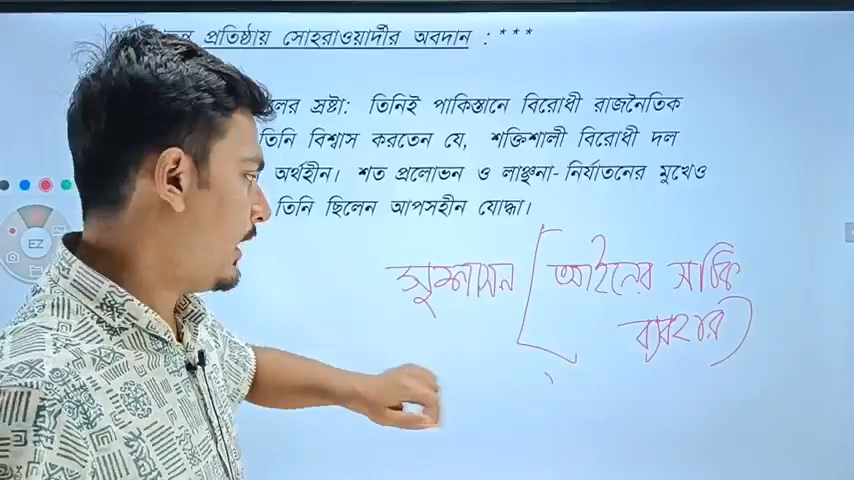 প্রতিষ্ঠায় সোহরাওয়ার্দীর অবদান : ***
স্রষ্টা: তিনিই পাকিস্তানে বিরোধী রাজনৈতিক
তিনি বিশ্বাস করতেন যে, শক্তিশালী বিরোধী দল
অর্থহীন। শত প্রলোভন ও লাঞ্ছনা-নির্যাতনের মুখেও
তিনি ছিলেন আপসহীন যোদ্ধা।
সুশাসন [ আইনের সঠিক
ব্যবহার )
EZ